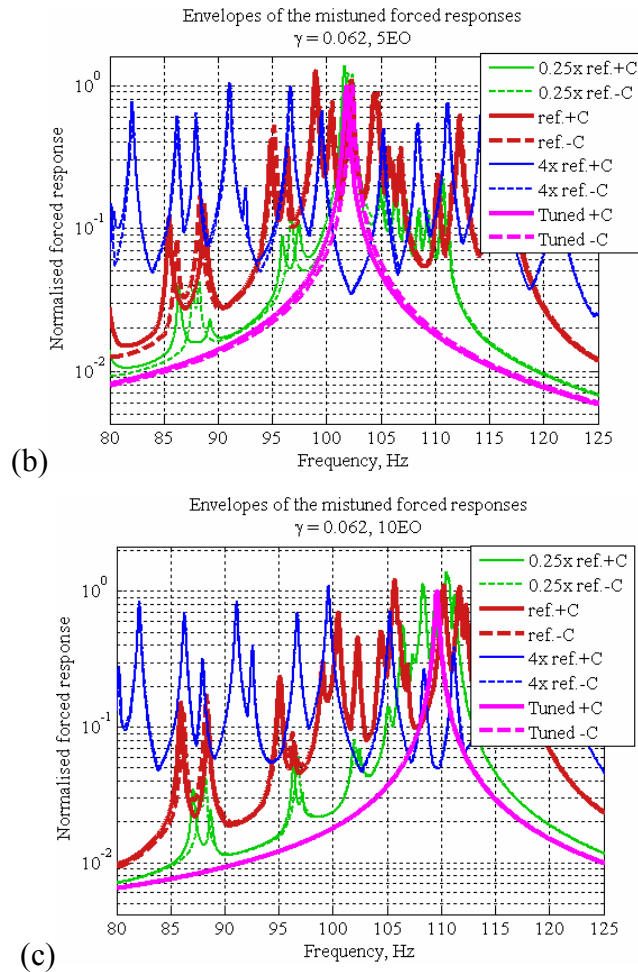 Envelopes of the mistuned forced responses
γ = 0.062, 5EO
0.25x ref.+C
0.25x ref.-C
ref.+C
ref.-C
4x ref.+C
4x ref.-C
Tuned +C
Tuned -C
Normalised forced response
10^0
10^-1
10^-2
80 85 90 95 100 105 110 115 120 125
Frequency, Hz
(b)
Envelopes of the mistuned forced responses
γ = 0.062, 10EO
0.25x ref.+C
0.25x ref.-C
ref.+C
ref.-C
4x ref.+C
4x ref.-C
Tuned +C
Tuned -C
Normalised forced response
10^0
10^-1
10^-2
80 85 90 95 100 105 110 115 120 125
Frequency, Hz
(c)